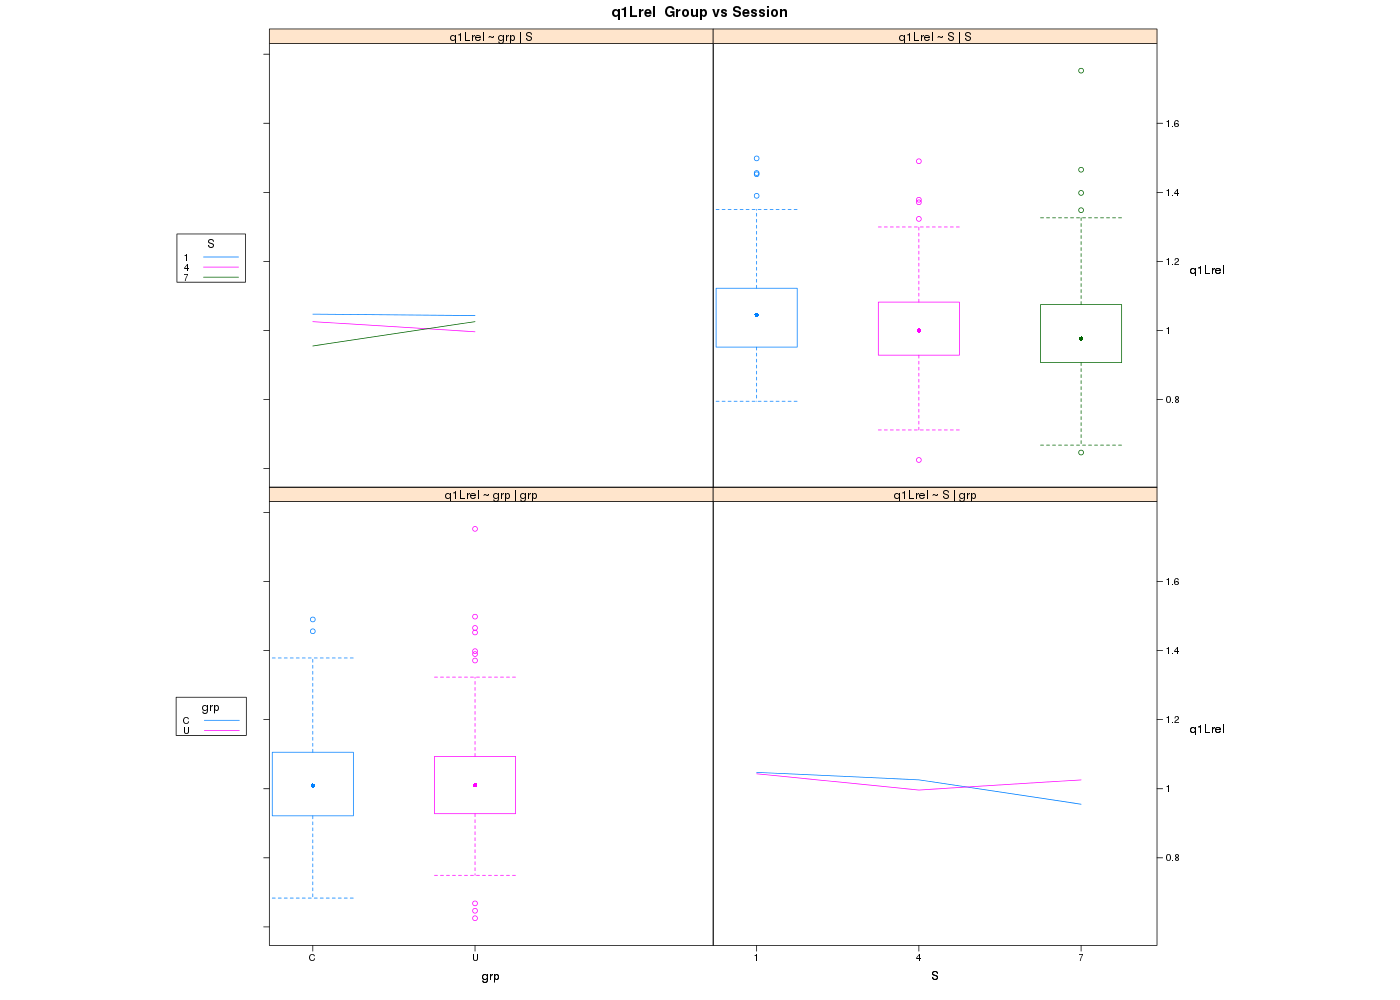 q1Lrel Group vs Session
q1Lrel ~ grp | S
q1Lrel ~ S | S
1.6
1.4
1.2
1
0.8
q1Lrel
S
1
4
7
q1Lrel ~ grp | grp
q1Lrel ~ S | grp
1.6
1.4
1.2
1
0.8
q1Lrel
grp
C
U
C
U
1
4
7
grp
S